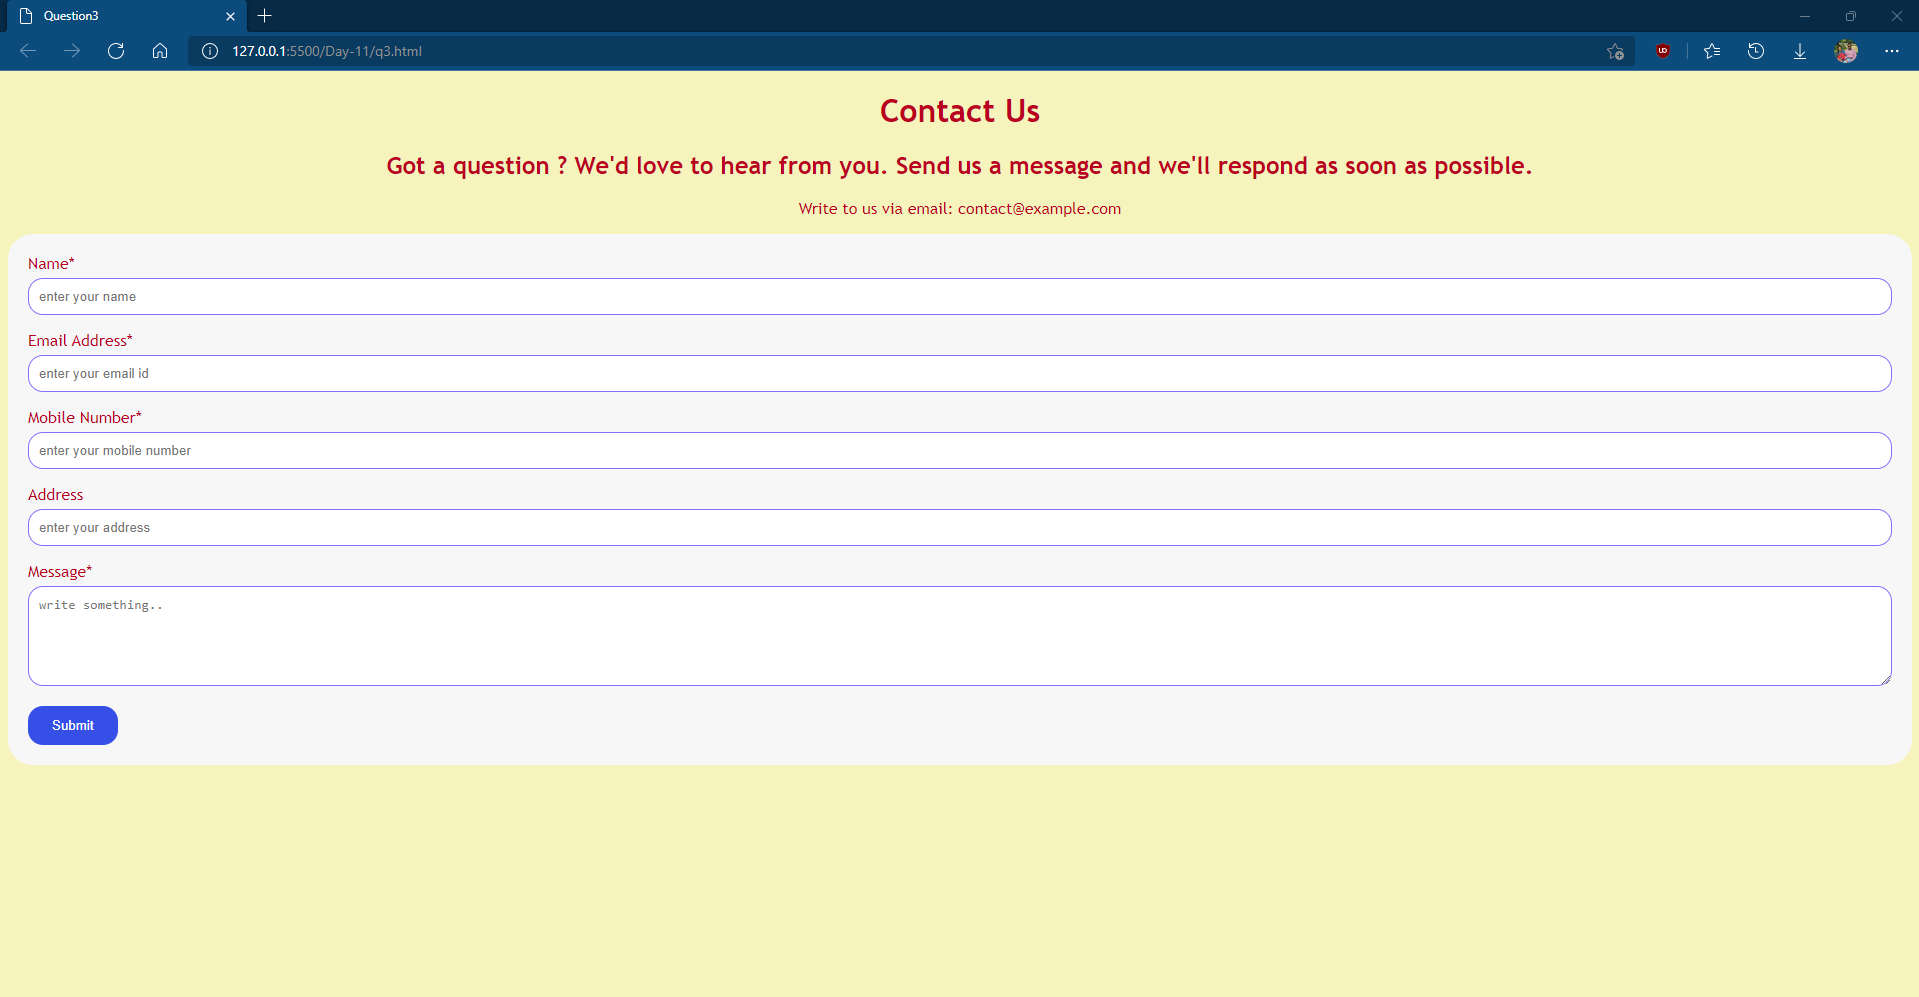 Question3
127.0.0.1:5500/Day-11/q3.html
Contact Us
Got a question ? We'd love to hear from you. Send us a message and we'll respond as soon as possible.
Write to us via email: contact@example.com
Name*
enter your name
Email Address*
enter your email id
Mobile Number*
enter your mobile number
Address
enter your address
Message*
write something..
Submit